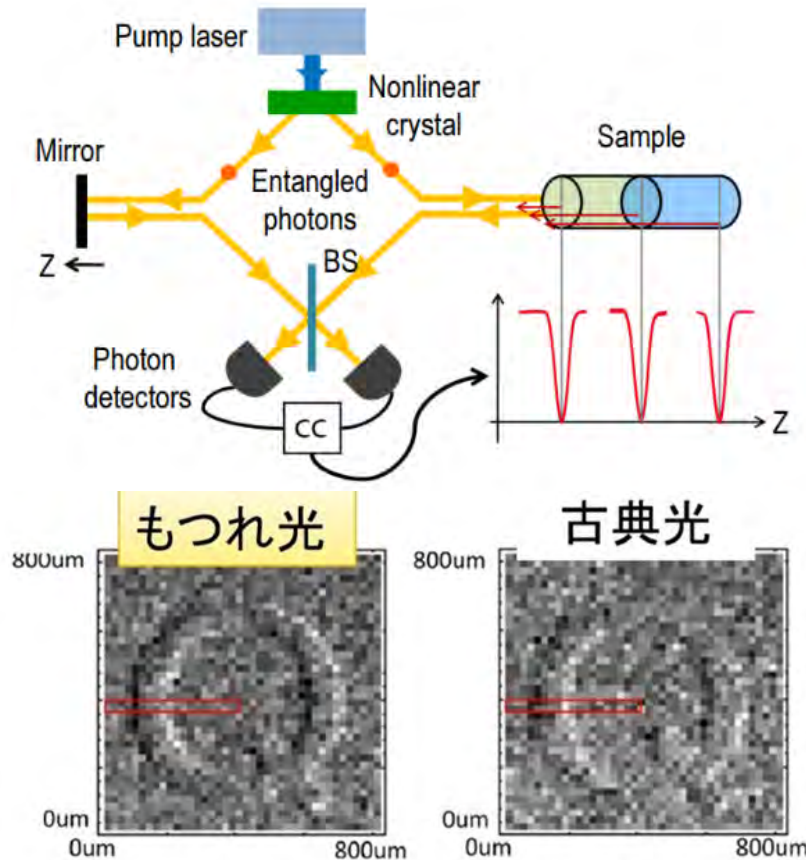 Pump laser
Nonlinear
crystal
Mirror
Sample
Entangled
photons
Z
BS
Photon
detectors
CC
Z
もつれ光
古典光
800um
800um
0um
0um
0um
800um
0um
800um